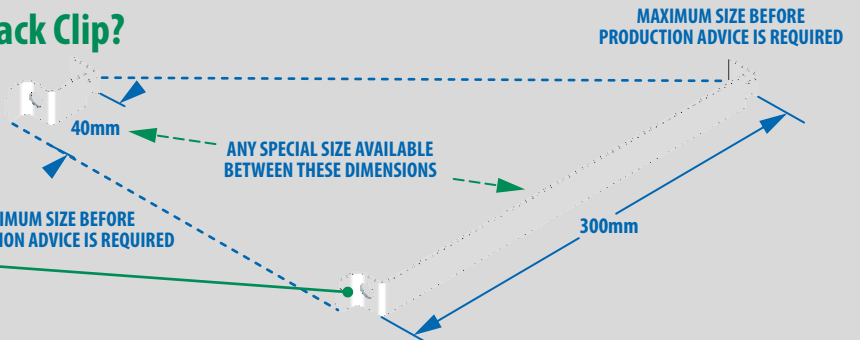 ack Clip?
MAXIMUM SIZE BEFORE
PRODUCTION ADVICE IS REQUIRED
40mm
ANY SPECIAL SIZE AVAILABLE
BETWEEN THESE DIMENSIONS
IMUM SIZE BEFORE
ION ADVICE IS REQUIRED
300mm